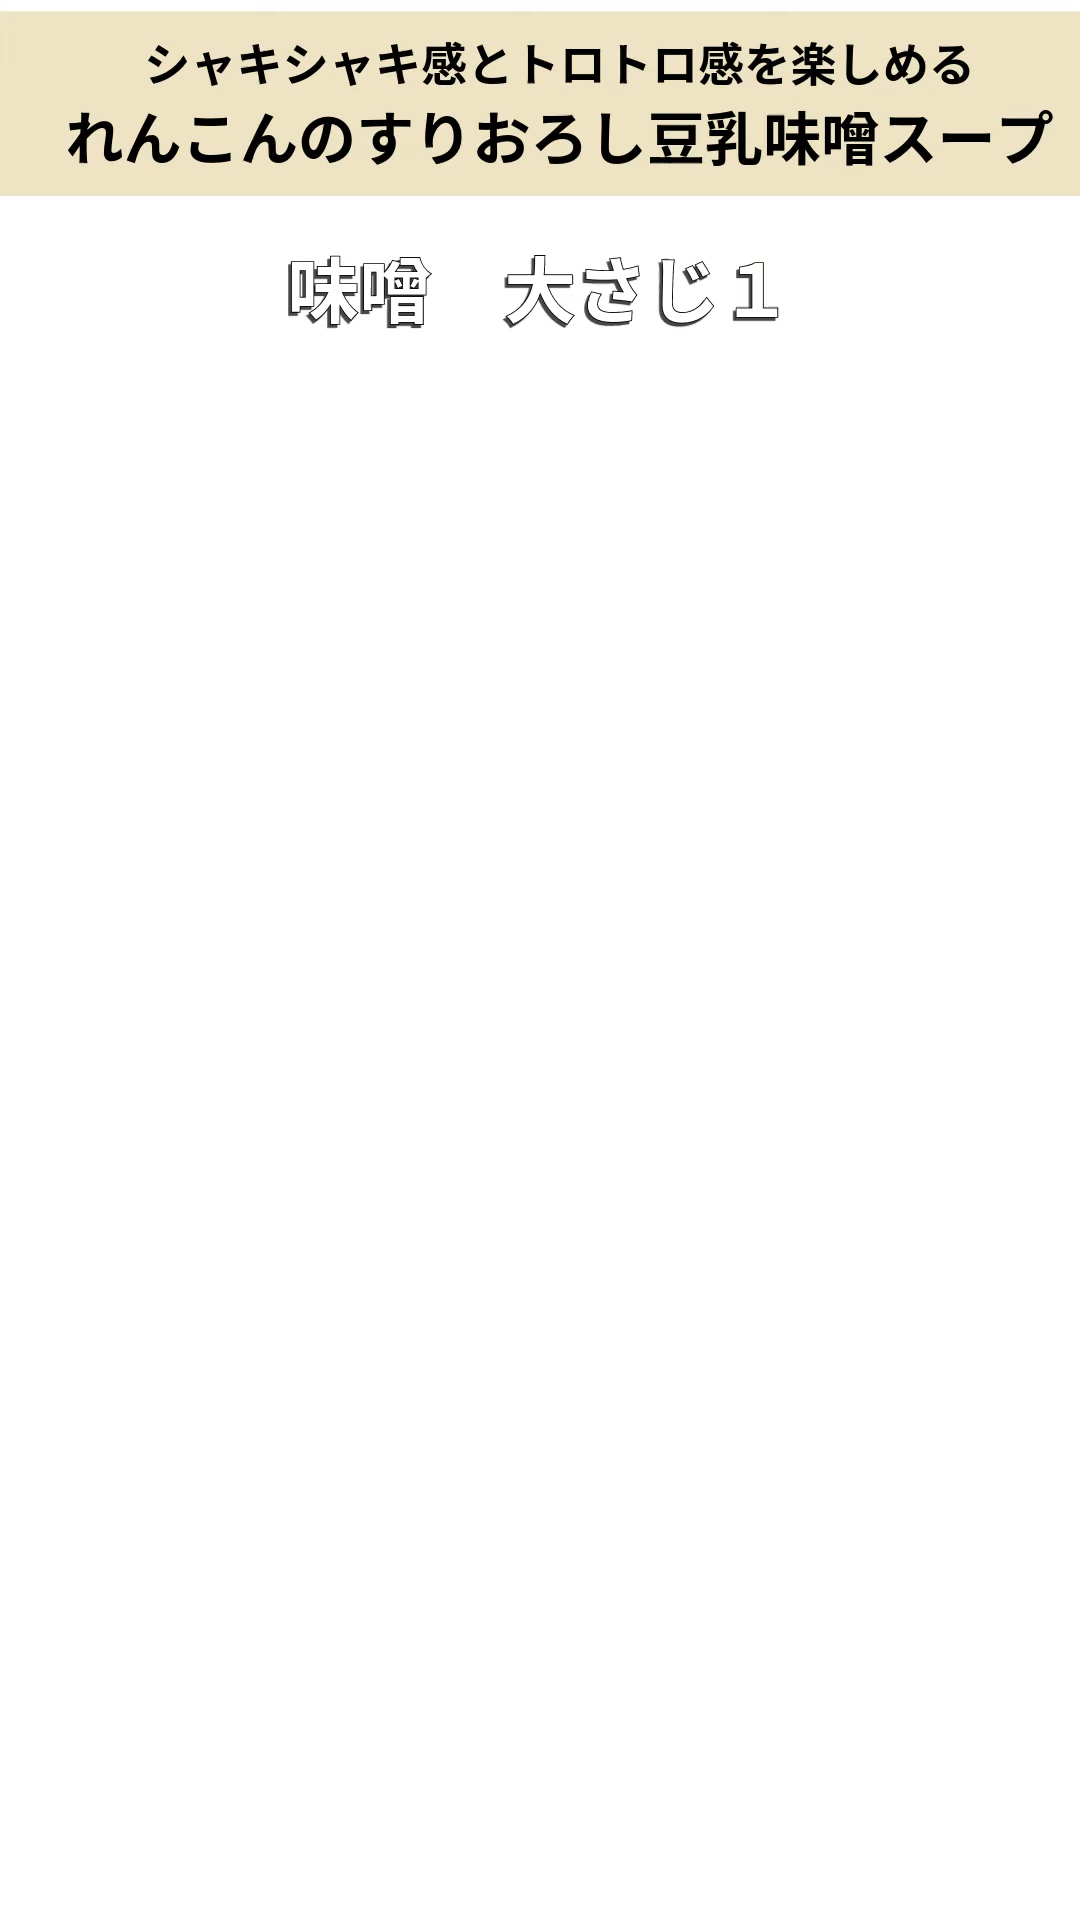 シャキシャキ感とトロトロ感を楽しめる
れんこんのすりおろし豆乳味噌スープ
味噌　大さじ１